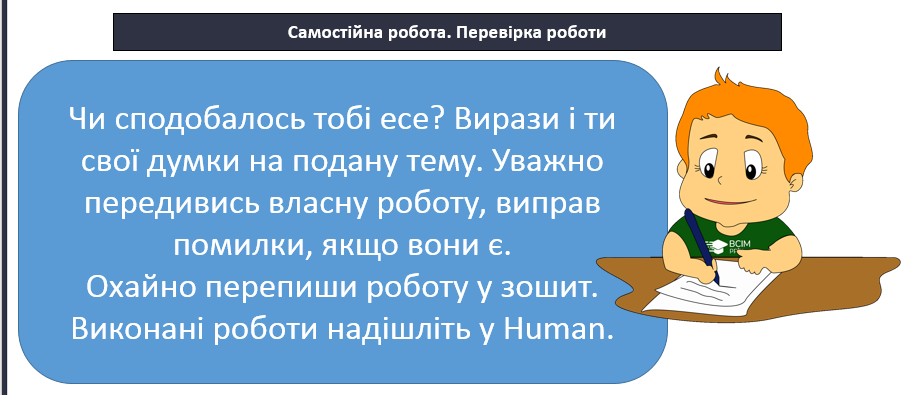 Самостійна робота. Перевірка роботи
Чи сподобалось тобі есе? Вирази і ти
свої думки на подану тему. Уважно
передивись власну роботу, виправ
помилки, якщо вони є.
Охайно перепиши роботу у зошит.
Виконані роботи надішліть у Human.
ВСІМ